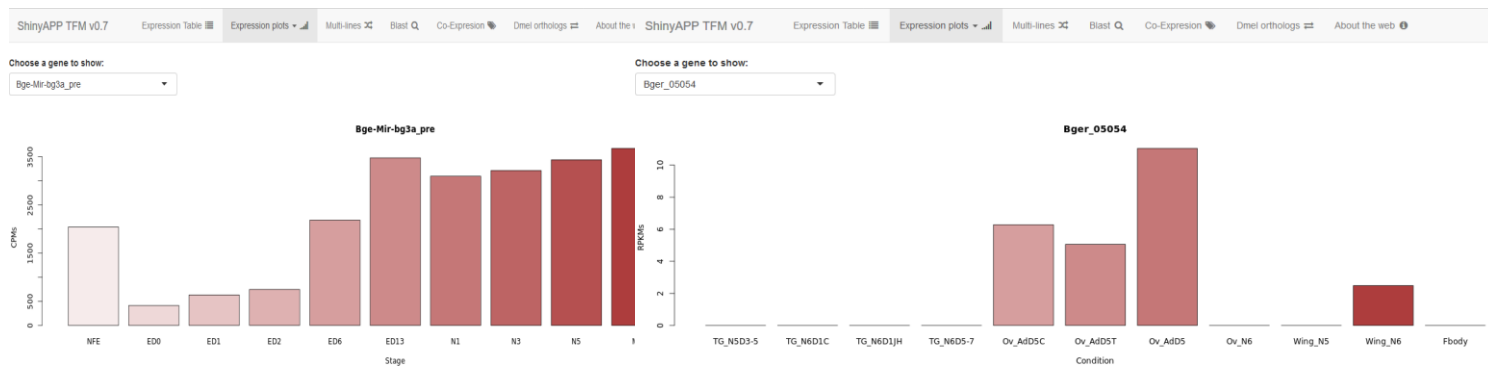 ShinyAPP TFM v0.7 Expression Table Expression plots Multi-lines Blast Co-Expresion Dmel orthologs About the
Choose a gene to show:
Bge-Mir-bg3a_pre
Bge-Mir-bg3a_pre
CPMs
3500
2500
1500
500
0
NFE ED0 ED1 ED2 ED6 ED13 N1 N3 N5
Stage
ShinyAPP TFM v0.7 Expression Table Expression plots Multi-lines Blast Co-Expresion Dmel orthologs About the web
Choose a gene to show:
Bger_05054
Bger_05054
RPKMs
10
8
6
4
2
0
TG_N5D3-5 TG_N6D1C TG_N6D1JH TG_N6D5-7 Ov_AdD5C Ov_AdD5T Ov_AdD5 Ov_N6 Wing_N5 Wing_N6 Fbody
Condition